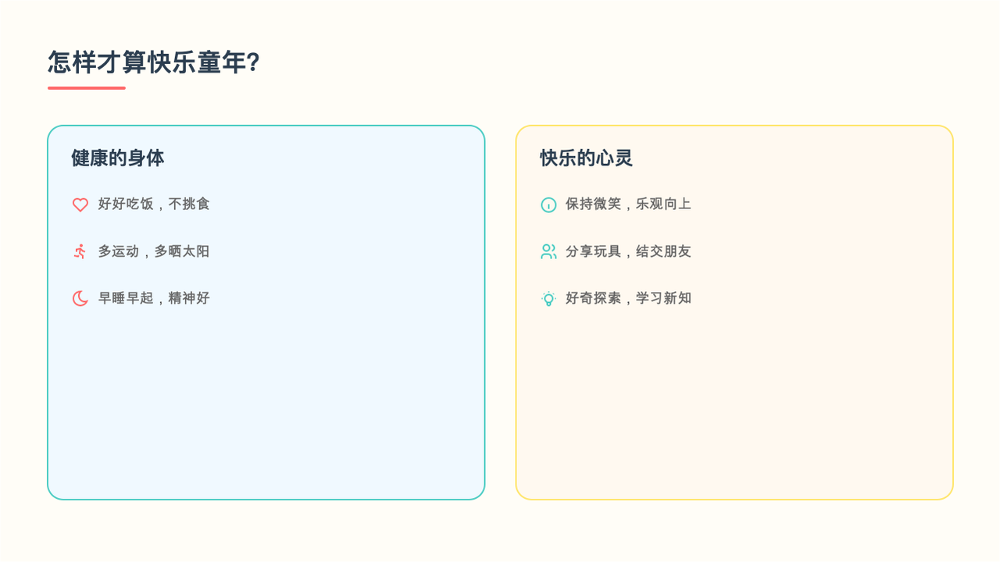 怎样才算快乐童年?
健康的身体
好好吃饭，不挑食
多运动，多晒太阳
早睡早起，精神好
快乐的心灵
保持微笑，乐观向上
分享玩具，结交朋友
好奇探索，学习新知